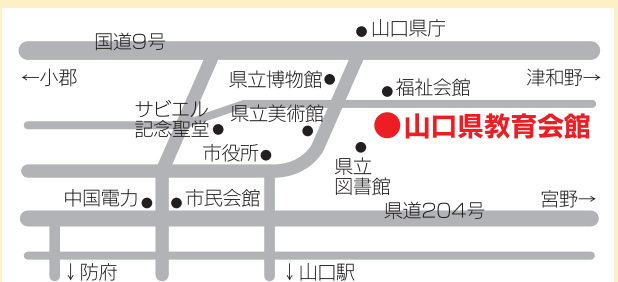 山口県庁
国道9号
←小郡
県立博物館
福祉会館
津和野→
サビエル
記念聖堂
県立美術館
山口県教育会館
市役所
県立
図書館
中国電力
市民会館
宮野→
県道204号
↓防府
↓山口駅